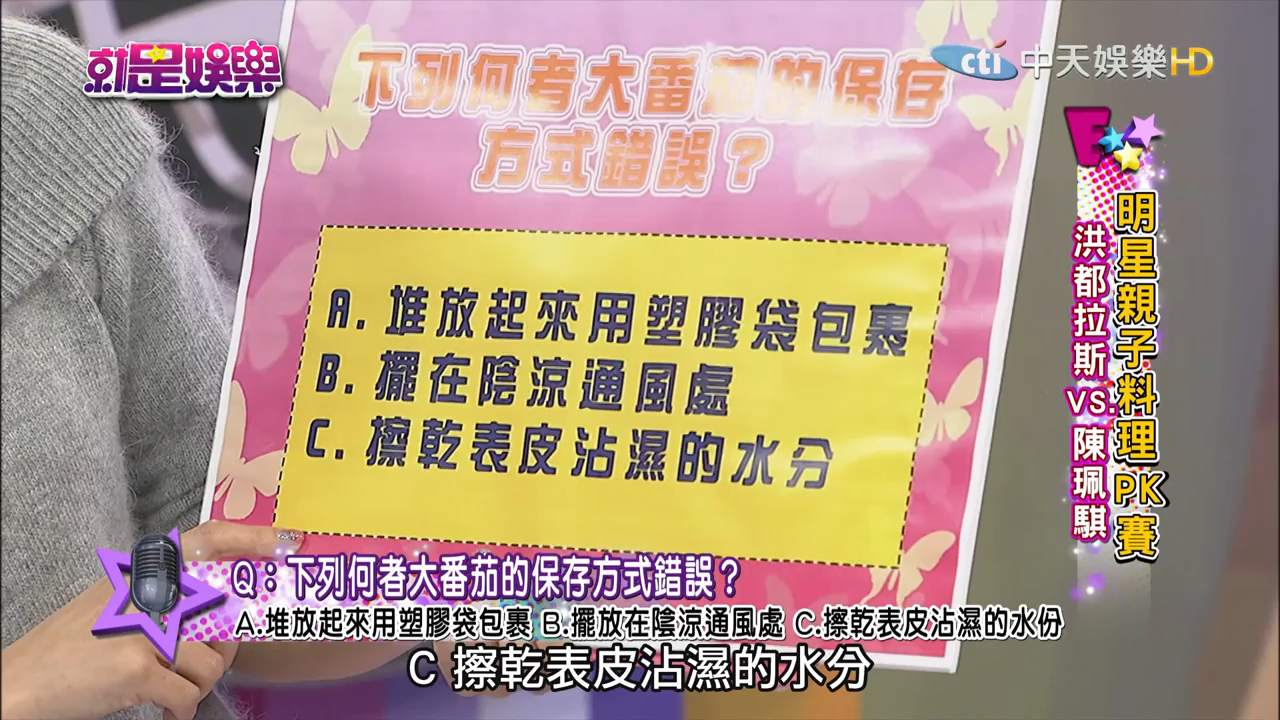 就是娛樂
cti 中天娛樂HD
下列何者大番茄的保存
方式錯誤？
A. 堆放起來用塑膠袋包裹
B. 擺在陰涼通風處
C. 擦乾表皮沾濕的水分
明星親子料理PK賽
洪都拉斯 VS. 陳珮騏
Q：下列何者大番茄的保存方式錯誤？
A.堆放起來用塑膠袋包裹 B.擺放在陰涼通風處 C.擦乾表皮沾濕的水份
C 擦乾表皮沾濕的水分